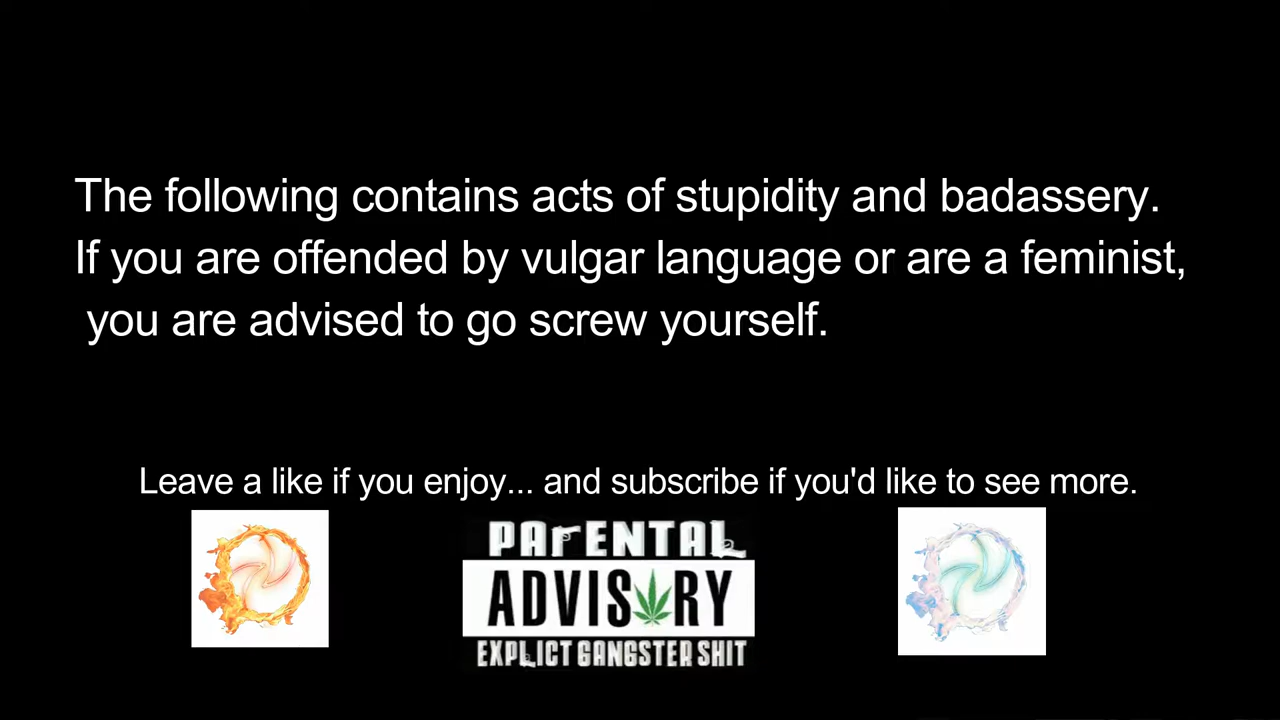 The following contains acts of stupidity and badassery.
If you are offended by vulgar language or are a feminist,
you are advised to go screw yourself.
Leave a like if you enjoy... and subscribe if you'd like to see more.
PArENTAL
ADVISORY
EXPLICT GANGSTER SHIT